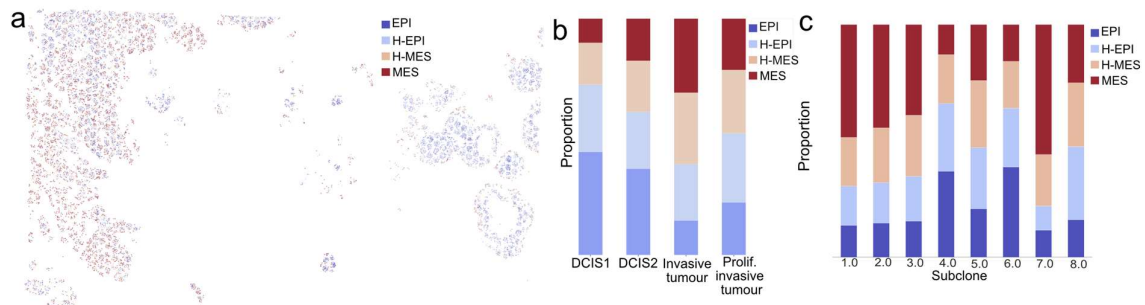 a
EPI
H-EPI
H-MES
MES
b
EPI
H-EPI
H-MES
MES
Proportion
DCIS1
DCIS2
Invasive
tumour
Prolif.
invasive
tumour
c
EPI
H-EPI
H-MES
MES
Proportion
1.0 2.0 3.0 4.0 5.0 6.0 7.0 8.0
Subclone